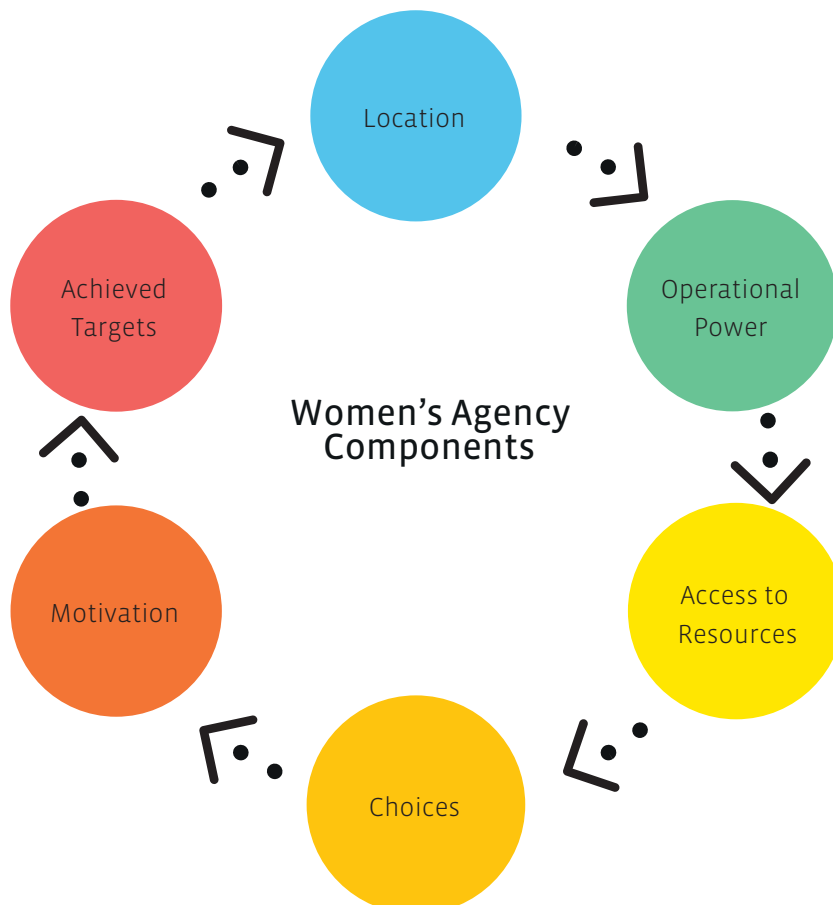 Location
Operational
Power
Access to
Resources
Choices
Motivation
Achieved
Targets
Women’s Agency
Components